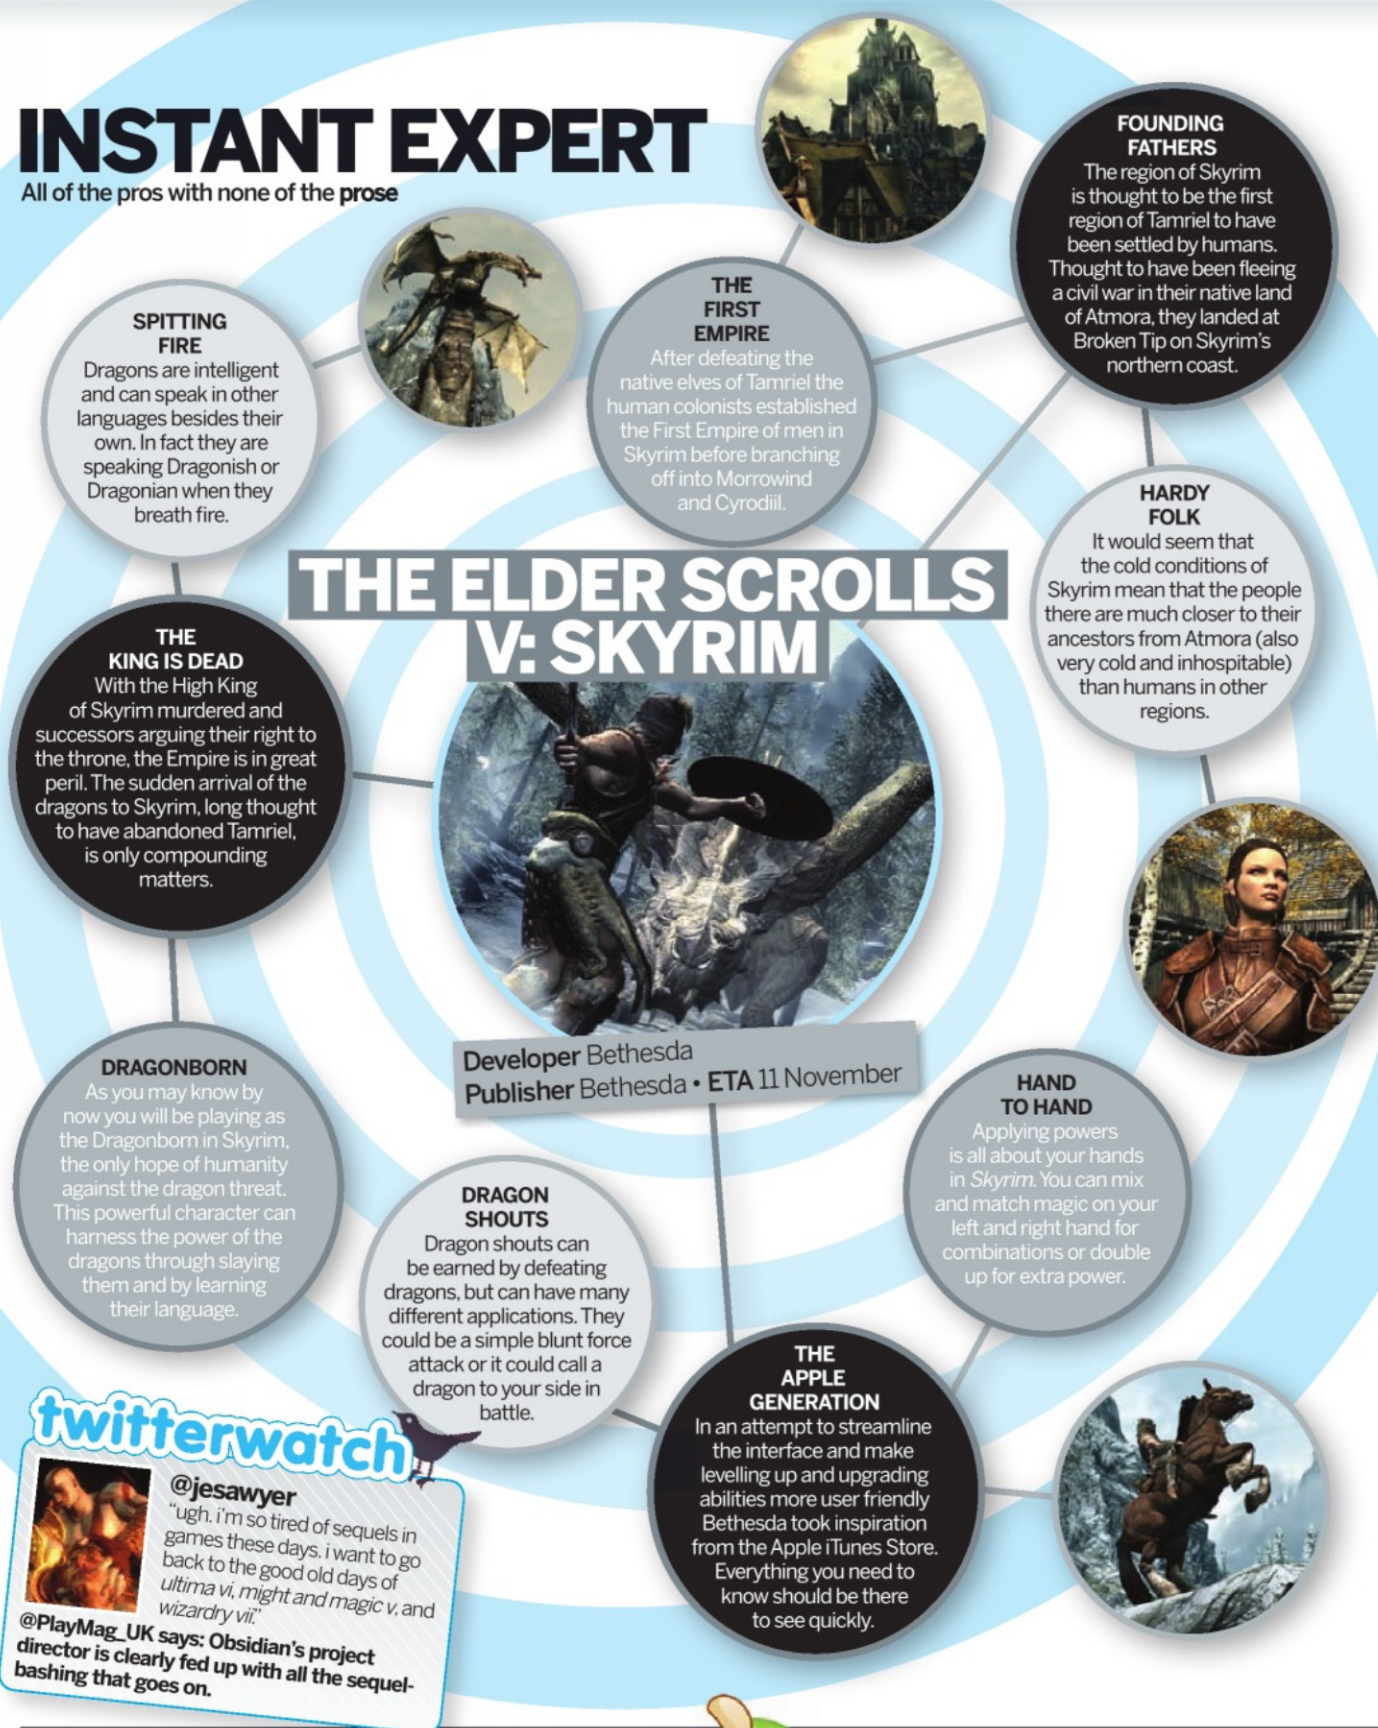 INSTANT EXPERT
All of the pros with none of the prose
SPITTING
FIRE
Dragons are intelligent
and can speak in other
languages besides their
own. In fact they are
speaking Dragonish or
Dragonian when they
breath fire.
THE
FIRST
EMPIRE
After defeating the
native elves of Tamriel the
human colonists established
the First Empire of men in
Skyrim before branching
off into Morrowind
and Cyrodiil.
FOUNDING
FATHERS
The region of Skyrim
is thought to be the first
region of Tamriel to have
been settled by humans.
Thought to have been fleeing
a civil war in their native land
of Atmora, they landed at
Broken Tip on Skyrim's
northern coast.
HARDY
FOLK
It would seem that
the cold conditions of
Skyrim mean that the people
there are much closer to their
ancestors from Atmora (also
very cold and inhospitable)
than humans in other
regions.
THE ELDER SCROLLS
V: SKYRIM
THE
KING IS DEAD
With the High King
of Skyrim murdered and
successors arguing their right to
the throne, the Empire is in great
peril. The sudden arrival of the
dragons to Skyrim, long thought
to have abandoned Tamriel,
is only compounding
matters.
Developer Bethesda
Publisher Bethesda • ETA 11 November
DRAGONBORN
As you may know by
now you will be playing as
the Dragonborn in Skyrim,
the only hope of humanity
against the dragon threat.
This powerful character can
harness the power of the
dragons through slaying
them and by learning
their language.
DRAGON
SHOUTS
Dragon shouts can
be earned by defeating
dragons, but can have many
different applications. They
could be a simple blunt force
attack or it could call a
dragon to your side in
battle.
HAND
TO HAND
Applying powers
is all about your hands
in Skyrim. You can mix
and match magic on your
left and right hand for
combinations or double
up for extra power.
THE
APPLE
GENERATION
In an attempt to streamline
the interface and make
levelling up and upgrading
abilities more user friendly
Bethesda took inspiration
from the Apple iTunes Store.
Everything you need to
know should be there
to see quickly.
twitterwatch
@jesawyer
"ugh. i'm so tired of sequels in
games these days. i want to go
back to the good old days of
ultima vi, might and magic v, and
wizardry vii."
@PlayMag_UK says: Obsidian's project
director is clearly fed up with all the sequel-
bashing that goes on.